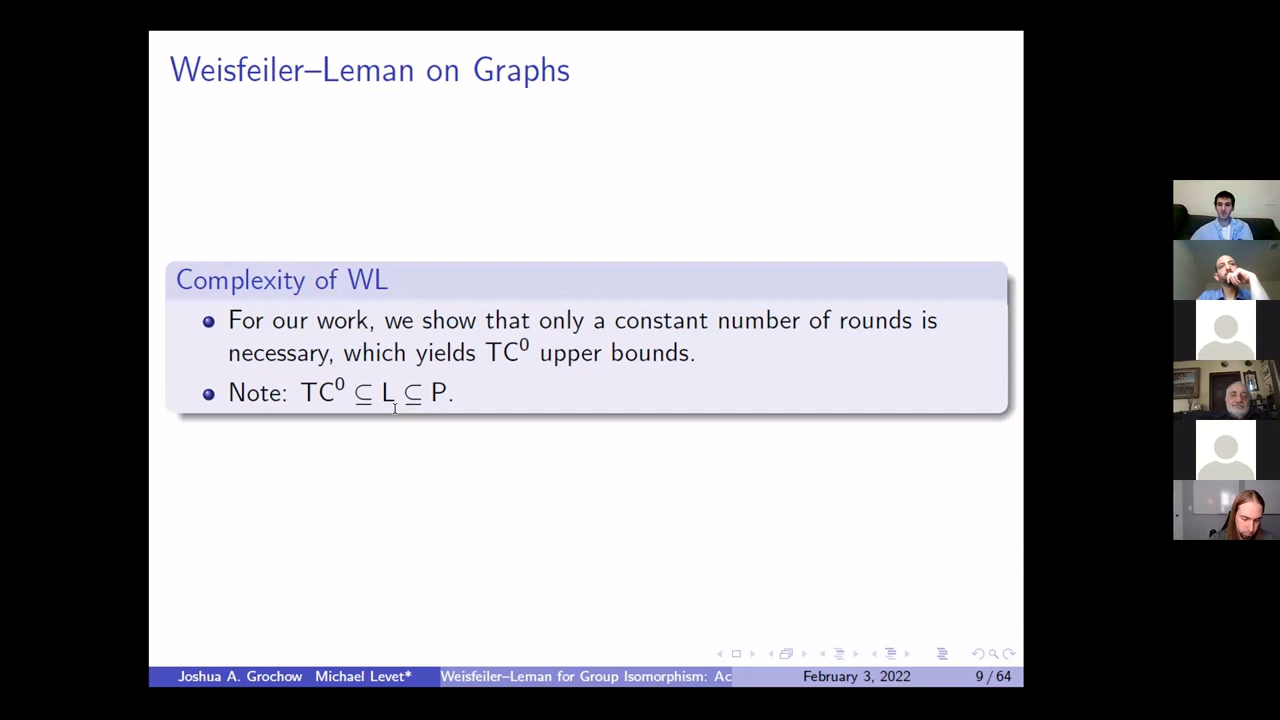 Weisfeiler–Leman on Graphs
Complexity of WL
For our work, we show that only a constant number of rounds is
necessary, which yields TC⁰ upper bounds.
Note: TC⁰ ⊆ L ⊆ P.
Joshua A. Grochow Michael Levet* Weisfeiler–Leman for Group Isomorphism: Ac February 3, 2022 9 / 64